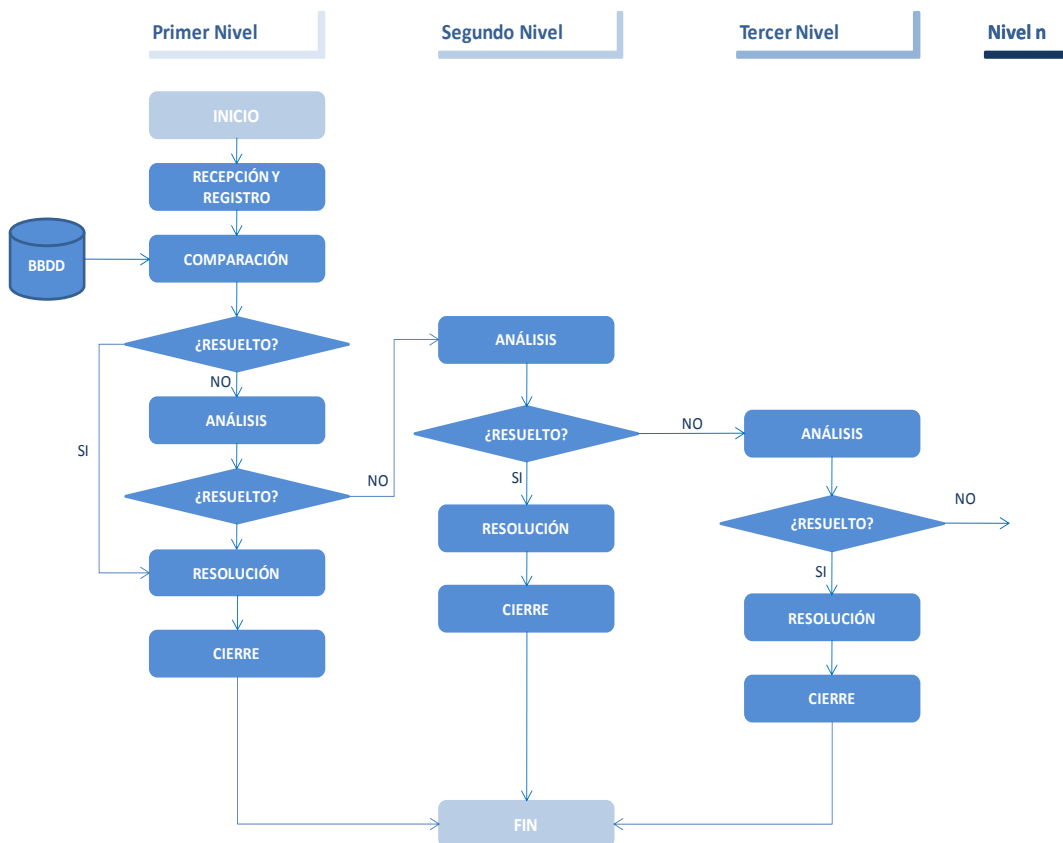 Primer Nivel
Segundo Nivel
Tercer Nivel
Nivel n
INICIO
RECEPCIÓN Y
REGISTRO
BBDD
COMPARACIÓN
¿RESUELTO?
NO
SI
ANÁLISIS
¿RESUELTO?
NO
RESOLUCIÓN
CIERRE
ANÁLISIS
¿RESUELTO?
NO
SI
RESOLUCIÓN
CIERRE
ANÁLISIS
¿RESUELTO?
NO
SI
RESOLUCIÓN
CIERRE
FIN